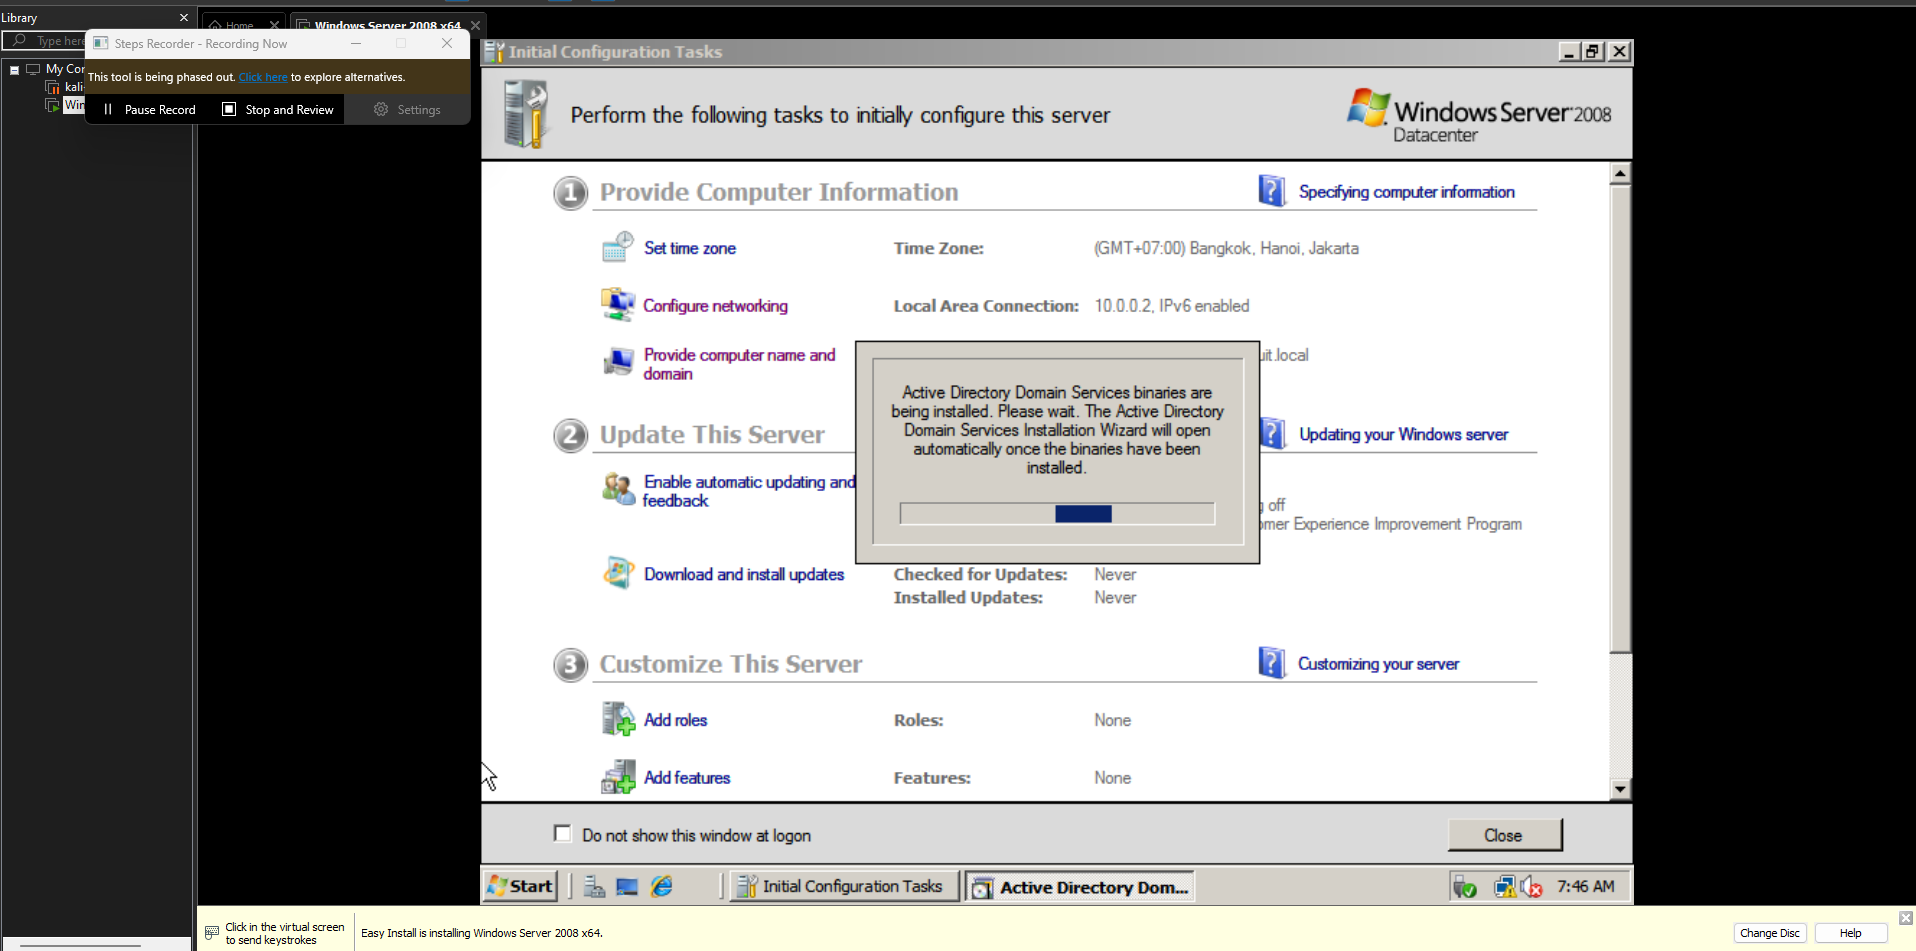 Library
Home
Windows Server 2008 x64
Type here
Steps Recorder - Recording Now
This tool is being phased out. Click here to explore alternatives.
Pause Record
Stop and Review
Settings
My Co
kali
Win
Initial Configuration Tasks
Perform the following tasks to initially configure this server
Windows Server 2008
Datacenter
1 Provide Computer Information
Specifying computer information
Set time zone
Time Zone:
(GMT+07:00) Bangkok, Hanoi, Jakarta
Configure networking
Local Area Connection:
10.0.0.2, IPv6 enabled
Provide computer name and
domain
uit.local
Active Directory Domain Services binaries are
being installed. Please wait. The Active Directory
Domain Services Installation Wizard will open
automatically once the binaries have been
installed.
2 Update This Server
Updating your Windows server
Enable automatic updating and
feedback
g off
omer Experience Improvement Program
Download and install updates
Checked for Updates:
Never
Installed Updates:
Never
3 Customize This Server
Customizing your server
Add roles
Roles:
None
Add features
Features:
None
Do not show this window at logon
Close
Start
Initial Configuration Tasks
Active Directory Dom...
7:46 AM
Click in the virtual screen
to send keystrokes
Easy Install is installing Windows Server 2008 x64.
Change Disc
Help